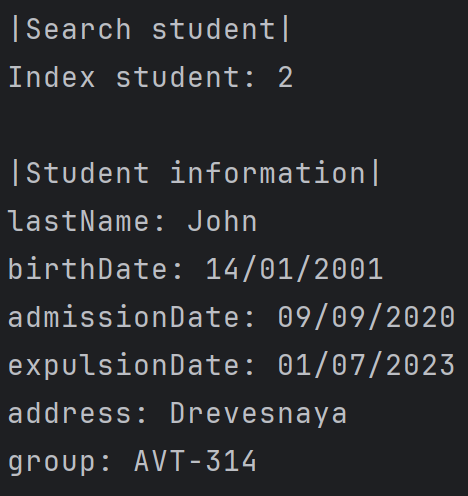 |Search student|
Index student: 2
|Student information|
lastName: John
birthDate: 14/01/2001
admissionDate: 09/09/2020
expulsionDate: 01/07/2023
address: Drevesnaya
group: AVT-314